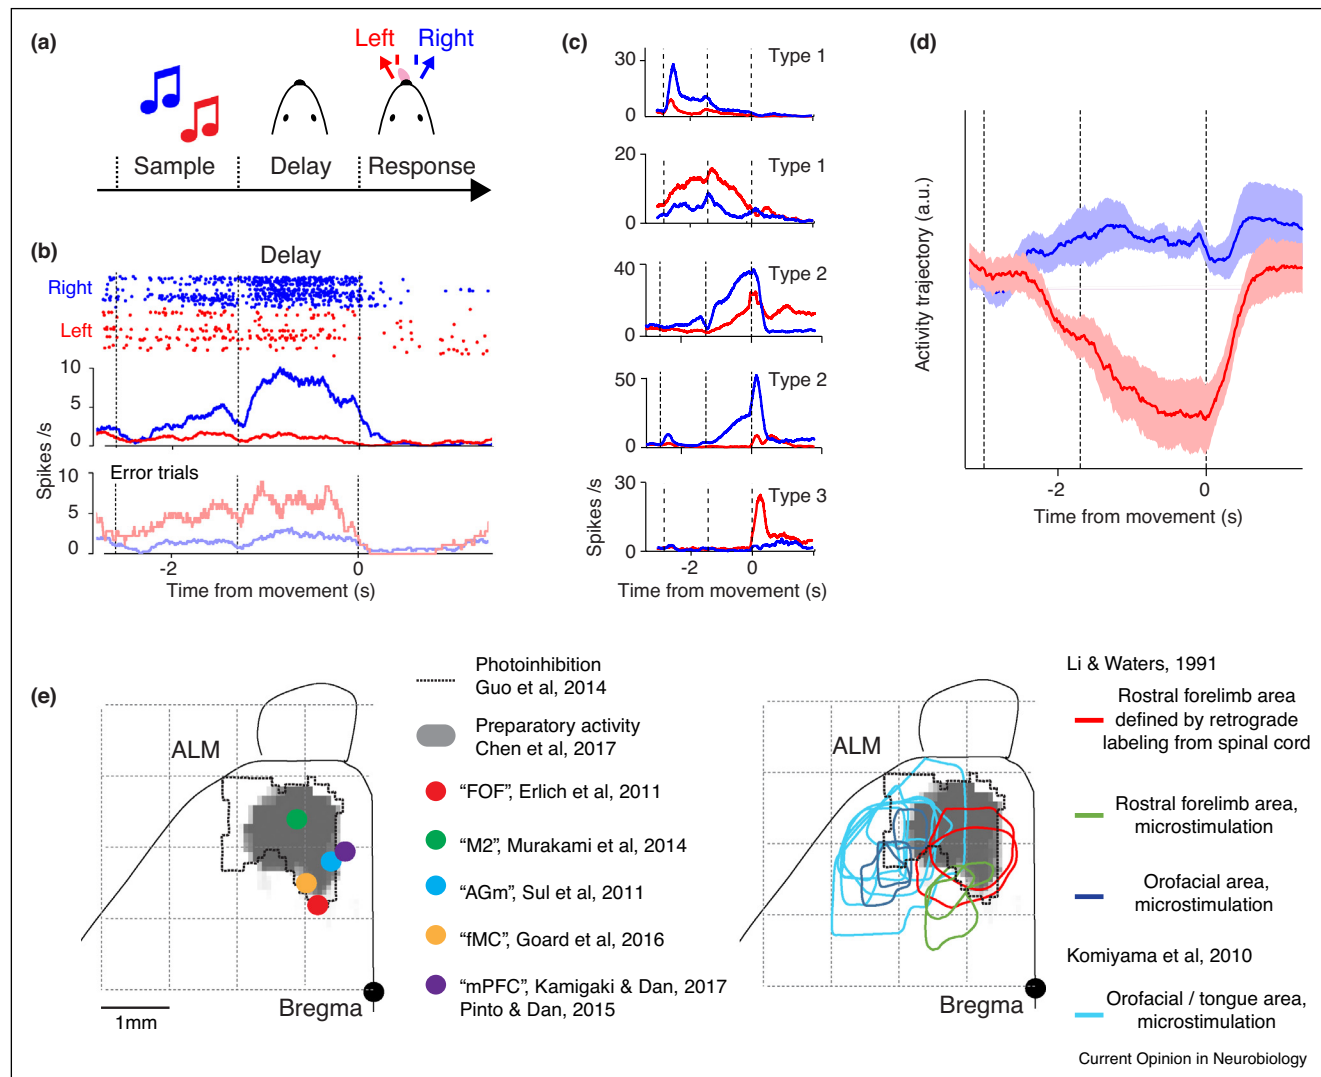 (a)
Left
Right
Sample
Delay
Response
(b)
Delay
Right
Left
10
5
0
Spikes /s
Error trials
10
5
0
-2
0
Time from movement (s)
(c)
30
0
Type 1
20
0
Type 1
40
0
Type 2
50
0
Type 2
30
0
Type 3
Spikes /s
-2
0
Time from movement (s)
(d)
Activity trajectory (a.u.)
-2
0
Time from movement (s)
(e)
ALM
Bregma
1mm
Photoinhibition
Guo et al, 2014
Preparatory activity
Chen et al, 2017
“FOF”, Erlich et al, 2011
“M2”, Murakami et al, 2014
“AGm”, Sul et al, 2011
“fMC”, Goard et al, 2016
“mPFC”, Kamigaki & Dan, 2017
Pinto & Dan, 2015
ALM
Bregma
Li & Waters, 1991
Rostral forelimb area
defined by retrograde
labeling from spinal cord
Rostral forelimb area,
microstimulation
Orofacial area,
microstimulation
Komiyama et al, 2010
Orofacial / tongue area,
microstimulation
Current Opinion in Neurobiology